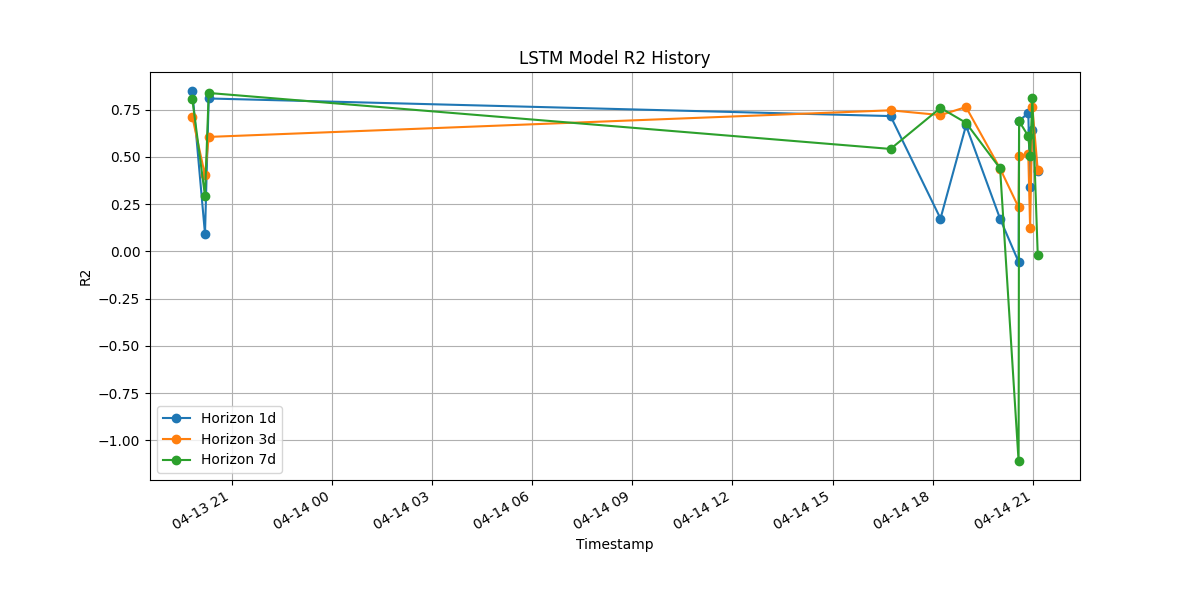 LSTM Model R2 History
R2
0.75
0.50
0.25
0.00
−0.25
−0.50
−0.75
−1.00
Horizon 1d
Horizon 3d
Horizon 7d
04-13 21
04-14 00
04-14 03
04-14 06
04-14 09
04-14 12
04-14 15
04-14 18
04-14 21
Timestamp